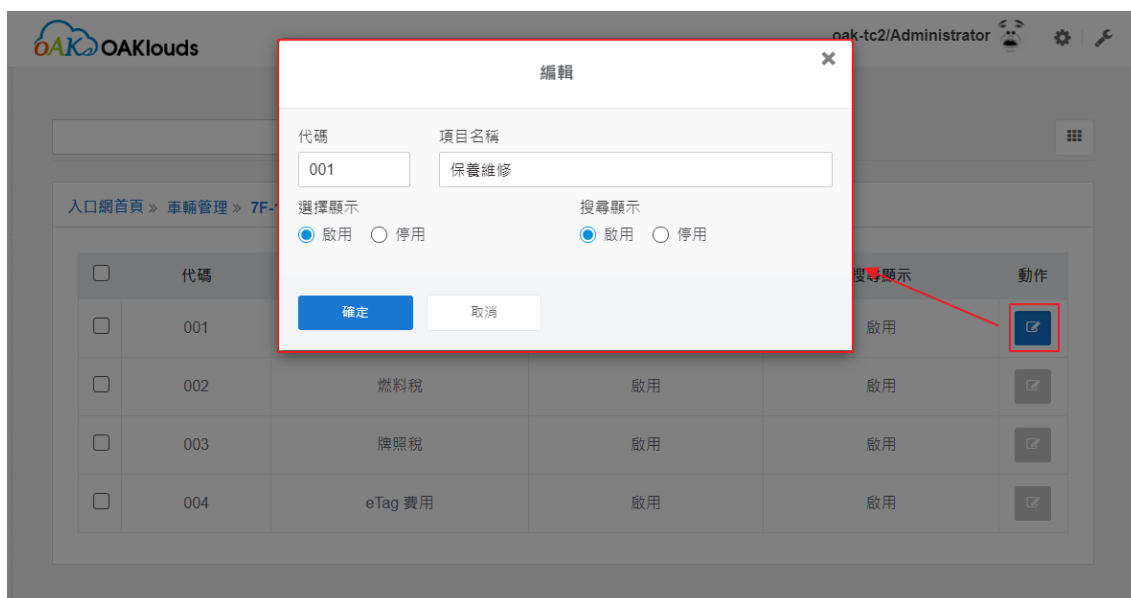 OAKlouds
oak-tc2/Administrator
編輯
代碼 項目名稱
001 保養維修
選擇顯示 搜尋顯示
啟用 停用 啟用 停用
確定 取消
入口網首頁 » 車輛管理 » 7F-
代碼 搜尋顯示 動作
001 啟用
002 燃料稅 啟用 啟用
003 牌照稅 啟用 啟用
004 eTag 費用 啟用 啟用